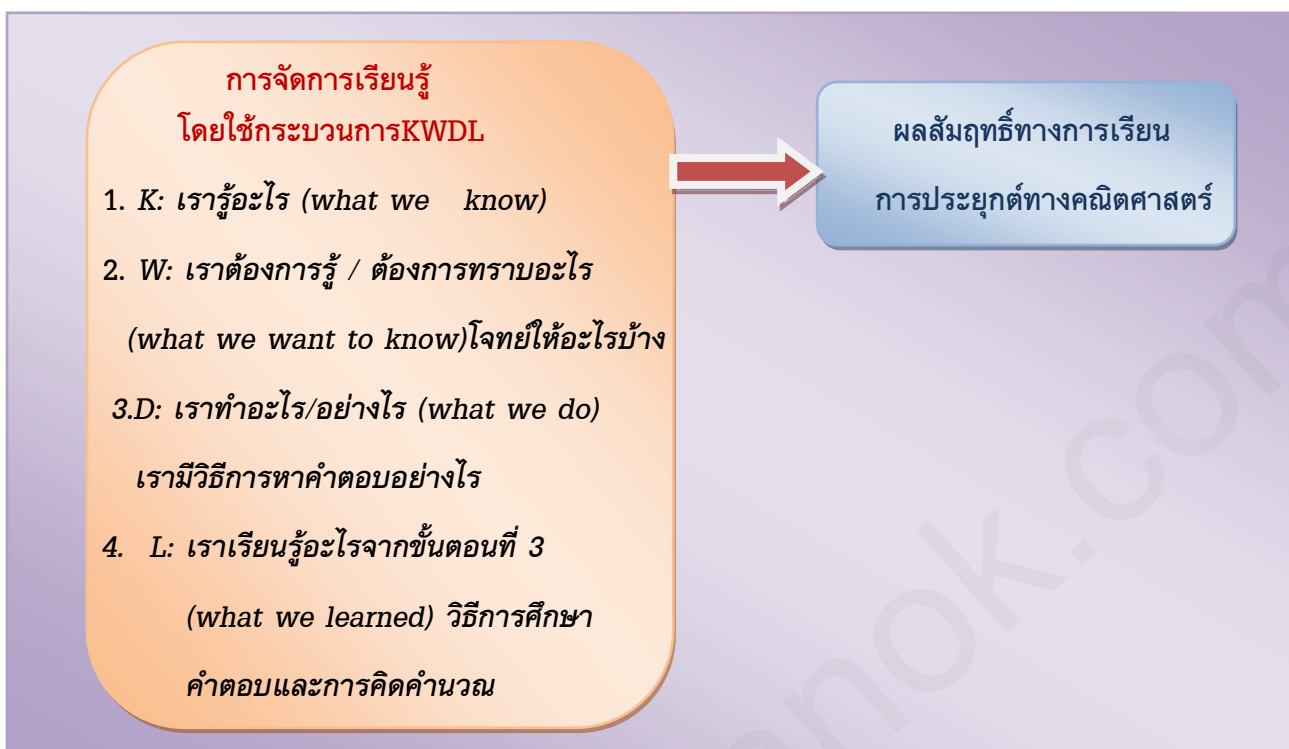 การจัดการเรียนรู้
โดยใช้กระบวนการKWDL
1. K: เรารู้อะไร (what we know)
2. W: เราต้องการรู้ / ต้องการทราบอะไร
(what we want to know)โจทย์ให้อะไรบ้าง
3.D: เราทำอะไร/อย่างไร (what we do)
เรามีวิธีการหาคำตอบอย่างไร
4. L: เราเรียนรู้อะไรจากขั้นตอนที่ 3
(what we learned) วิธีการศึกษา
คำตอบและการคิดคำนวณ
ผลสัมฤทธิ์ทางการเรียน
การประยุกต์ทางคณิตศาสตร์
nok.com